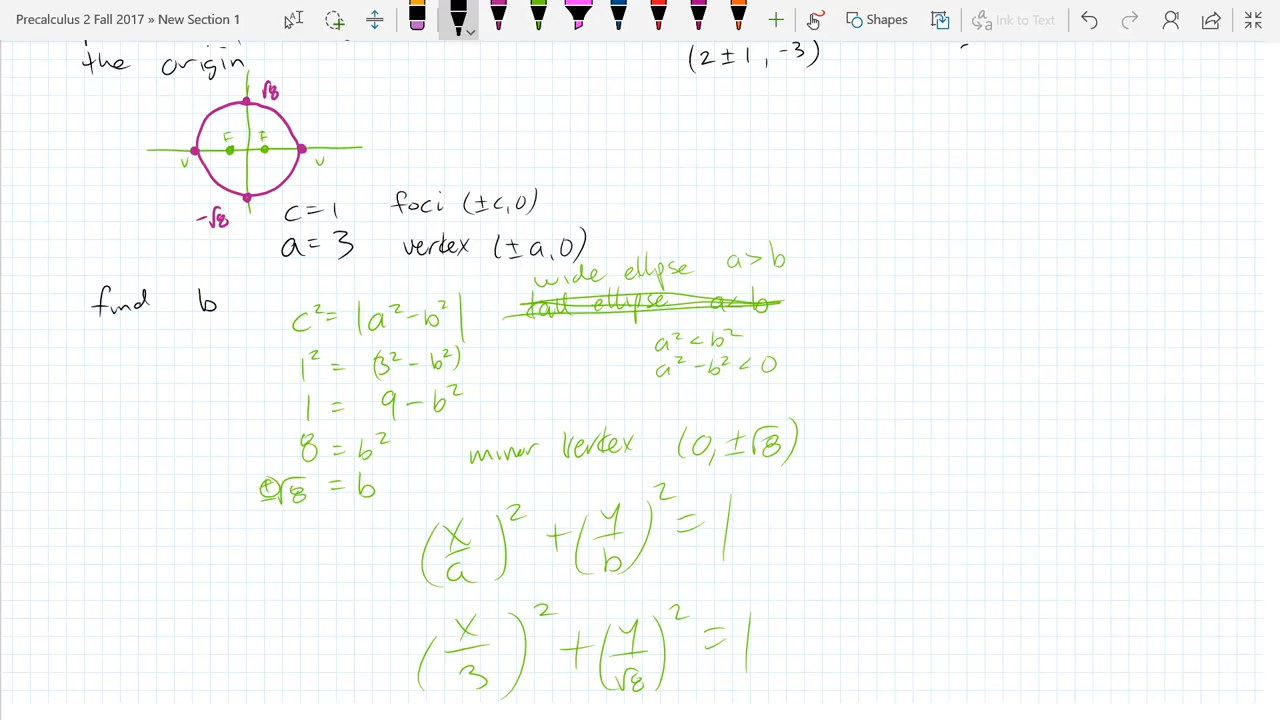 Precalculus 2 Fall 2017 » New Section 1
Shapes
Ink to Text
the origin
(2 ± 1, -3)
√8
F F
V V
-√8
c = 1 foci (±c, 0)
a = 3 vertex (±a, 0)
wide ellipse a > b
tall ellipse a < b
find b
c² = |a² - b²|
a² < b²
1² = (3² - b²)
a² - b² < 0
1 = 9 - b²
8 = b² minor vertex (0, ±√8)
±√8 = b
(x/a)² + (y/b)² = 1
(x/3)² + (y/√8)² = 1